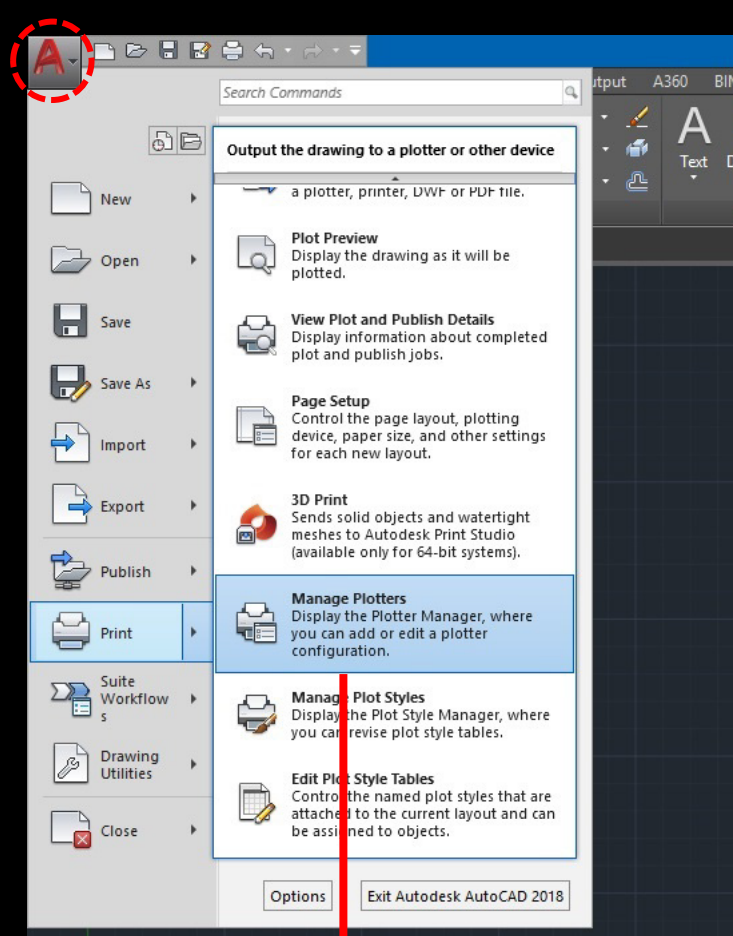 A
Search Commands
tput A360 BIN
A
Text D
Output the drawing to a plotter or other device
a plotter, printer, DWF or PDF file.
New
Plot Preview
Display the drawing as it will be
plotted.
Open
Save
View Plot and Publish Details
Display information about completed
plot and publish jobs.
Save As
Page Setup
Control the page layout, plotting
device, paper size, and other settings
for each new layout.
Import
Export
3D Print
Sends solid objects and watertight
meshes to Autodesk Print Studio
(available only for 64-bit systems).
Publish
Print
Manage Plotters
Display the Plotter Manager, where
you can add or edit a plotter
configuration.
Suite
Workflow
s
Manage Plot Styles
Display the Plot Style Manager, where
you can revise plot style tables.
Drawing
Utilities
Edit Plot Style Tables
Control the named plot styles that are
attached to the current layout and can
be assigned to objects.
Close
Options
Exit Autodesk AutoCAD 2018